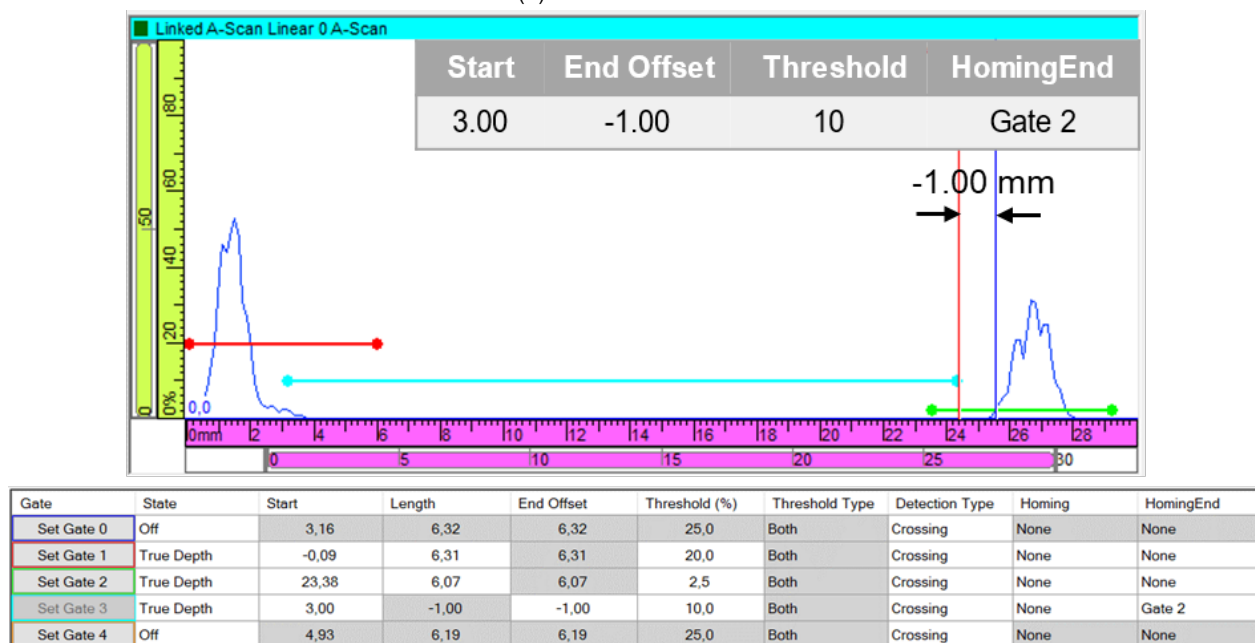 (
Linked A-Scan Linear 0 A-Scan
Start End Offset Threshold HomingEnd
3.00 -1.00 10 Gate 2
-1.00 mm
50
0
80
60
40
20
0%
0,0
0mm 2 4 6 8 10 12 14 16 18 20 22 24 26 28
0 5 10 15 20 25 30
Gate State Start Length End Offset Threshold (%) Threshold Type Detection Type Homing HomingEnd
Set Gate 0 Off 3,16 6,32 6,32 25,0 Both Crossing None None
Set Gate 1 True Depth -0,09 6,31 6,31 20,0 Both Crossing None None
Set Gate 2 True Depth 23,38 6,07 6,07 2,5 Both Crossing None None
Set Gate 3 True Depth 3,00 -1,00 -1,00 10,0 Both Crossing None Gate 2
Set Gate 4 Off 4,93 6,19 6,19 25,0 Both Crossing None None